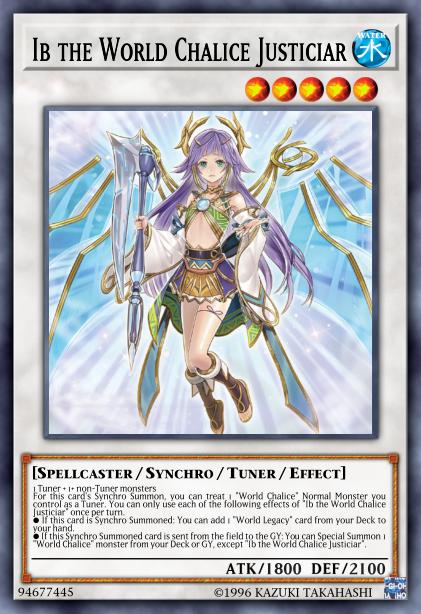 IB THE WORLD CHALICE JUSTICIAR
WATER
水
[SPELLCASTER / SYNCHRO / TUNER / EFFECT]
1 Tuner + 1+ non-Tuner monsters
For this card's Synchro Summon, you can treat 1 "World Chalice" Normal Monster you
control as a Tuner. You can only use each of the following effects of "Ib the World Chalice
Justiciar" once per turn.
● If this card is Synchro Summoned: You can add 1 "World Legacy" card from your Deck to
your hand.
● If this Synchro Summoned card is sent from the field to the GY: You can Special Summon 1
"World Chalice" monster from your Deck or GY, except "Ib the World Chalice Justiciar".
ATK/1800 DEF/2100
94677445
©1996 KAZUKI TAKAHASHI